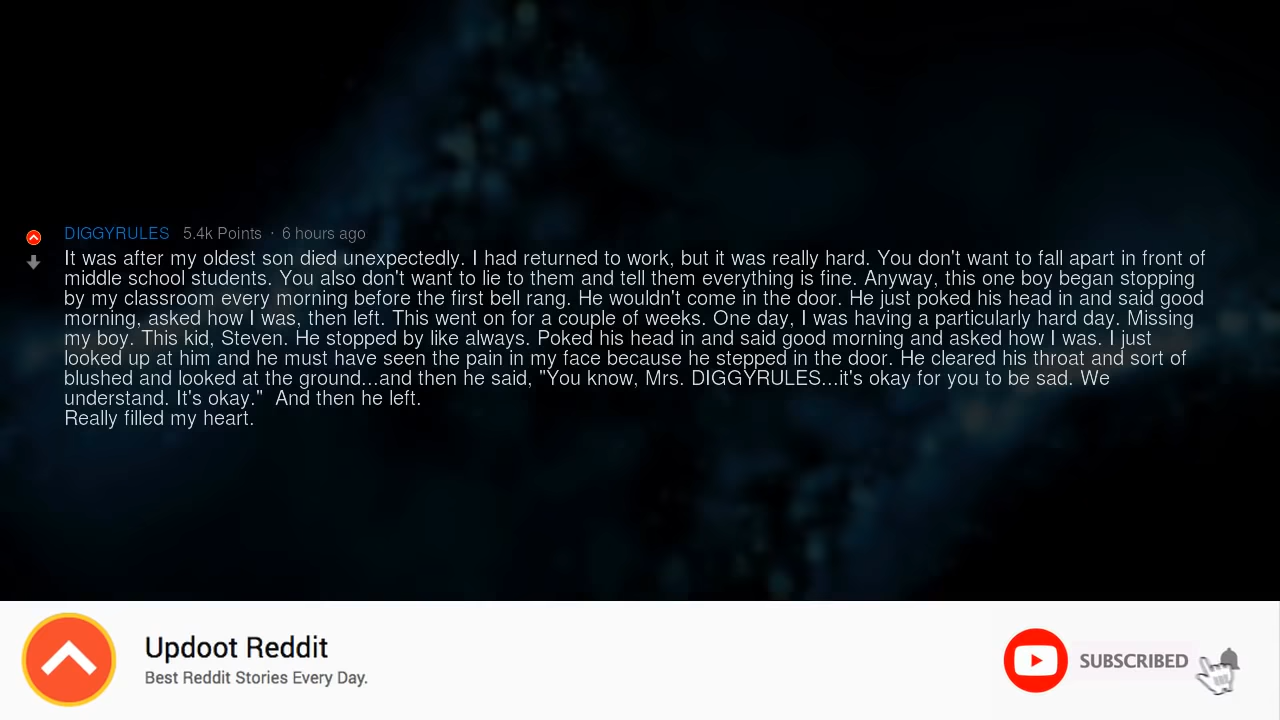 DIGGYRULES 5.4k Points · 6 hours ago
It was after my oldest son died unexpectedly. I had returned to work, but it was really hard. You don't want to fall apart in front of
middle school students. You also don't want to lie to them and tell them everything is fine. Anyway, this one boy began stopping
by my classroom every morning before the first bell rang. He wouldn't come in the door. He just poked his head in and said good
morning, asked how I was, then left. This went on for a couple of weeks. One day, I was having a particularly hard day. Missing
my boy. This kid, Steven. He stopped by like always. Poked his head in and said good morning and asked how I was. I just
looked up at him and he must have seen the pain in my face because he stepped in the door. He cleared his throat and sort of
blushed and looked at the ground...and then he said, "You know, Mrs. DIGGYRULES...it's okay for you to be sad. We
understand. It's okay."  And then he left.
Really filled my heart.
Updoot Reddit
Best Reddit Stories Every Day.
SUBSCRIBED